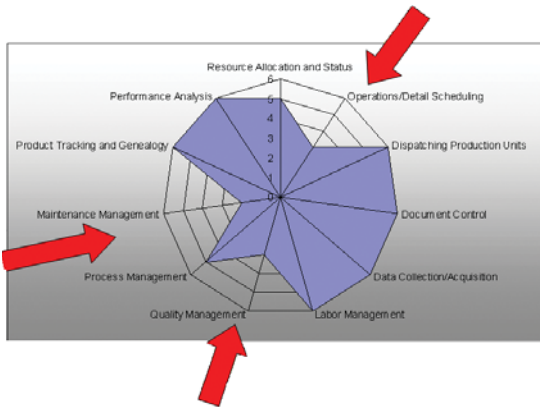 Resource Allocation and Status
6
Performance Analysis
5
Operations/Detail Scheduling
4
3
Product Tracking and Genealogy
Dispatching Production Units
2
1
0
Maintenance Management
Document Control
Process Management
Data Collection/Acquisition
Quality Management
Labor Management